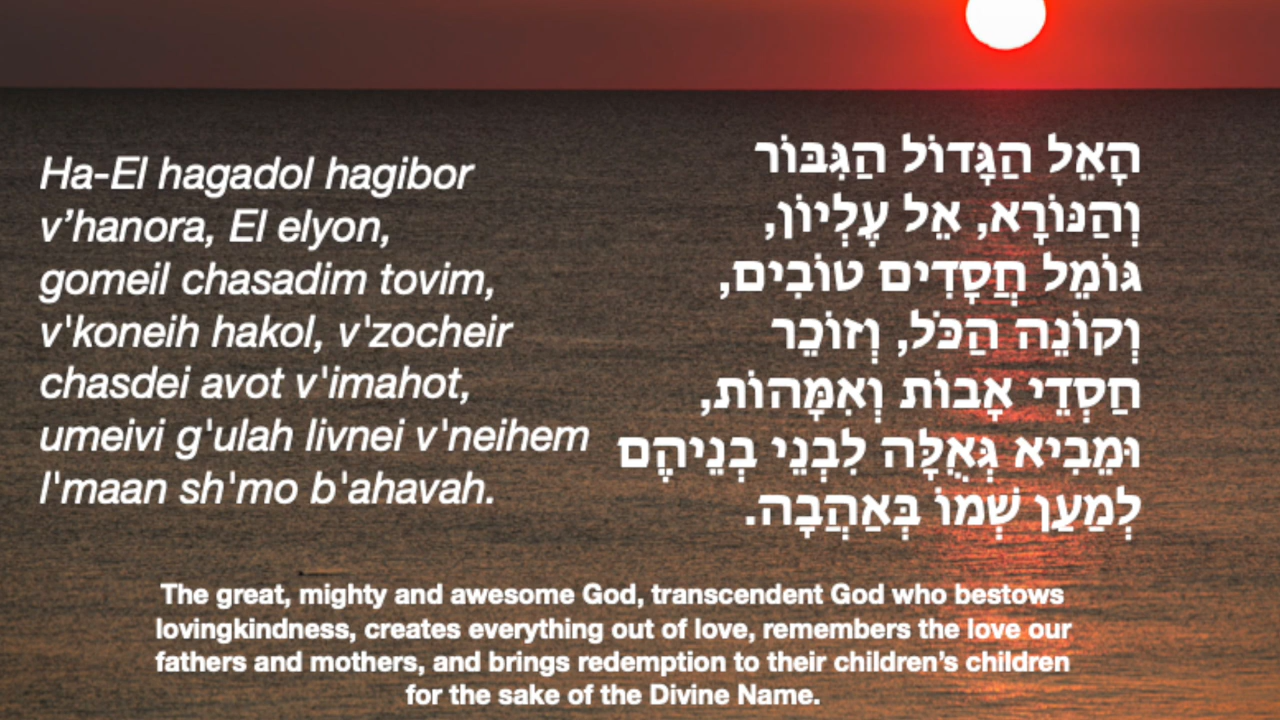 Ha-El hagadol hagibor
v’hanora, El elyon,
gomeil chasadim tovim,
v'koneih hakol, v'zocheir
chasdei avot v'imahot,
umeivi g'ulah livnei v'neihem
l'maan sh'mo b'ahavah.
הָאֵל הַגָּדוֹל הַגִּבּוֹר
וְהַנּוֹרָא, אֵל עֶלְיוֹן,
גּוֹמֵל חֲסָדִים טוֹבִים,
וְקוֹנֵה הַכֹּל, וְזוֹכֵר
חַסְדֵי אָבוֹת וְאִמָּהוֹת,
וּמֵבִיא גְּאֻלָּה לִבְנֵי בְנֵיהֶם
לְמַעַן שְׁמוֹ בְּאַהֲבָה.
The great, mighty and awesome God, transcendent God who bestows
lovingkindness, creates everything out of love, remembers the love our
fathers and mothers, and brings redemption to their children’s children
for the sake of the Divine Name.